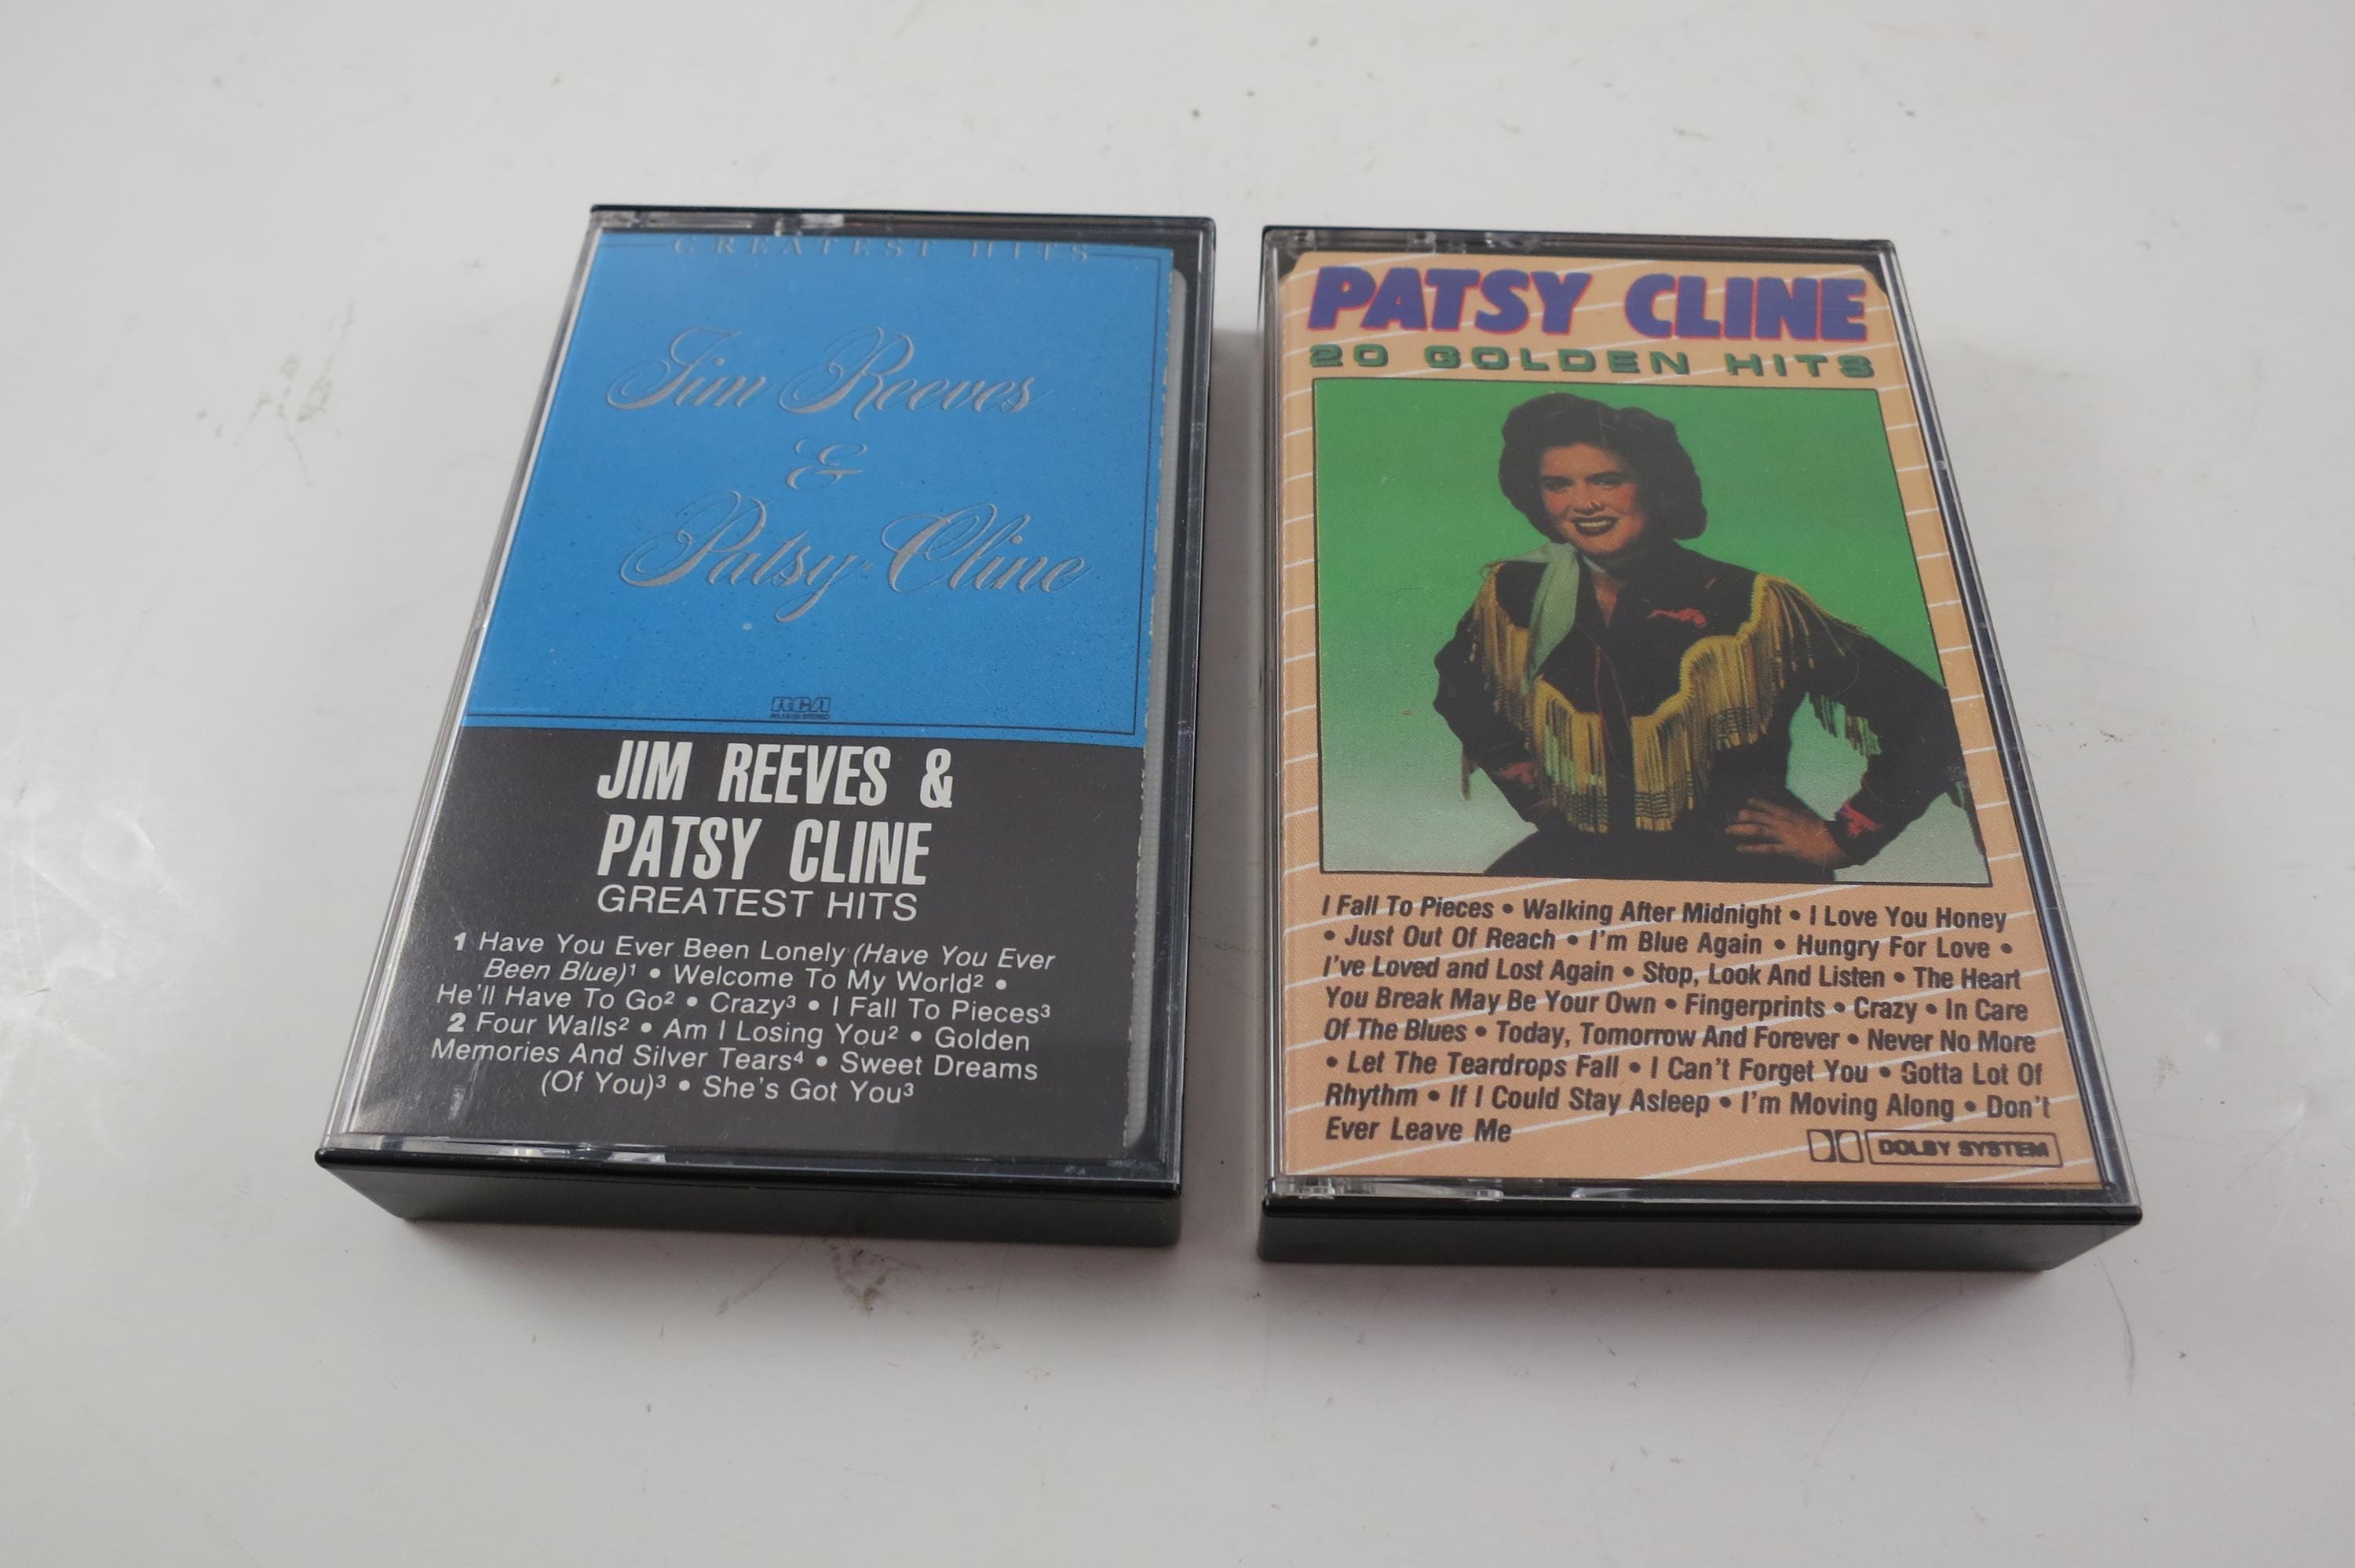 GREATEST HITS
Jim Reeves
&
Patsy Cline
RCA
JIM REEVES &
PATSY CLINE
GREATEST HITS
1 Have You Ever Been Lonely (Have You Ever
Been Blue)¹ • Welcome To My World² •
He'll Have To Go² • Crazy³ • I Fall To Pieces³
2 Four Walls² • Am I Losing You² • Golden
Memories And Silver Tears⁴ • Sweet Dreams
(Of You)³ • She's Got You³
PATSY CLINE
20 GOLDEN HITS
I Fall To Pieces • Walking After Midnight • I Love You Honey
• Just Out Of Reach • I'm Blue Again • Hungry For Love •
I've Loved and Lost Again • Stop, Look And Listen • The Heart
You Break May Be Your Own • Fingerprints • Crazy • In Care
Of The Blues • Today, Tomorrow And Forever • Never No More
• Let The Teardrops Fall • I Can't Forget You • Gotta Lot Of
Rhythm • If I Could Stay Asleep • I'm Moving Along • Don't
Ever Leave Me
DOLBY SYSTEM